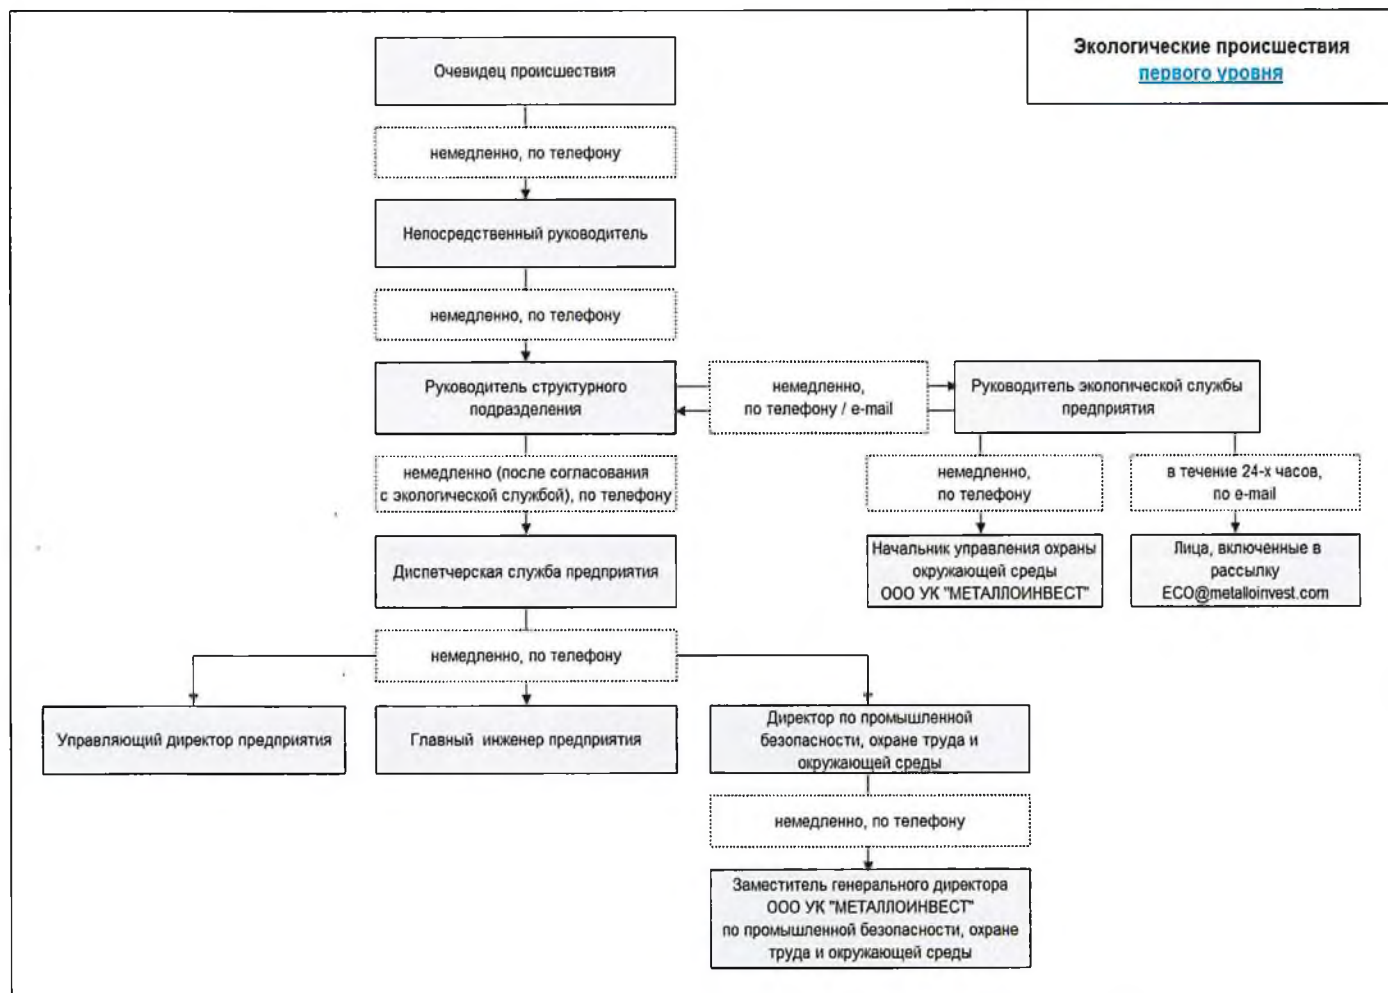 Экологические происшествия
первого уровня
Очевидец происшествия
немедленно, по телефону
Непосредственный руководитель
немедленно, по телефону
Руководитель структурного
подразделения
немедленно,
по телефону / e-mail
Руководитель экологической службы
предприятия
немедленно (после согласования
с экологической службой), по телефону
немедленно,
по телефону
в течение 24-х часов,
по e-mail
Диспетчерская служба предприятия
Начальник управления охраны
окружающей среды
ООО УК "МЕТАЛЛОИНВЕСТ"
Лица, включенные в
рассылку
ECO@metalloinvest.com
немедленно, по телефону
Управляющий директор предприятия
Главный инженер предприятия
Директор по промышленной
безопасности, охране труда и
окружающей среды
немедленно, по телефону
Заместитель генерального директора
ООО УК "МЕТАЛЛОИНВЕСТ"
по промышленной безопасности, охране
труда и окружающей среды